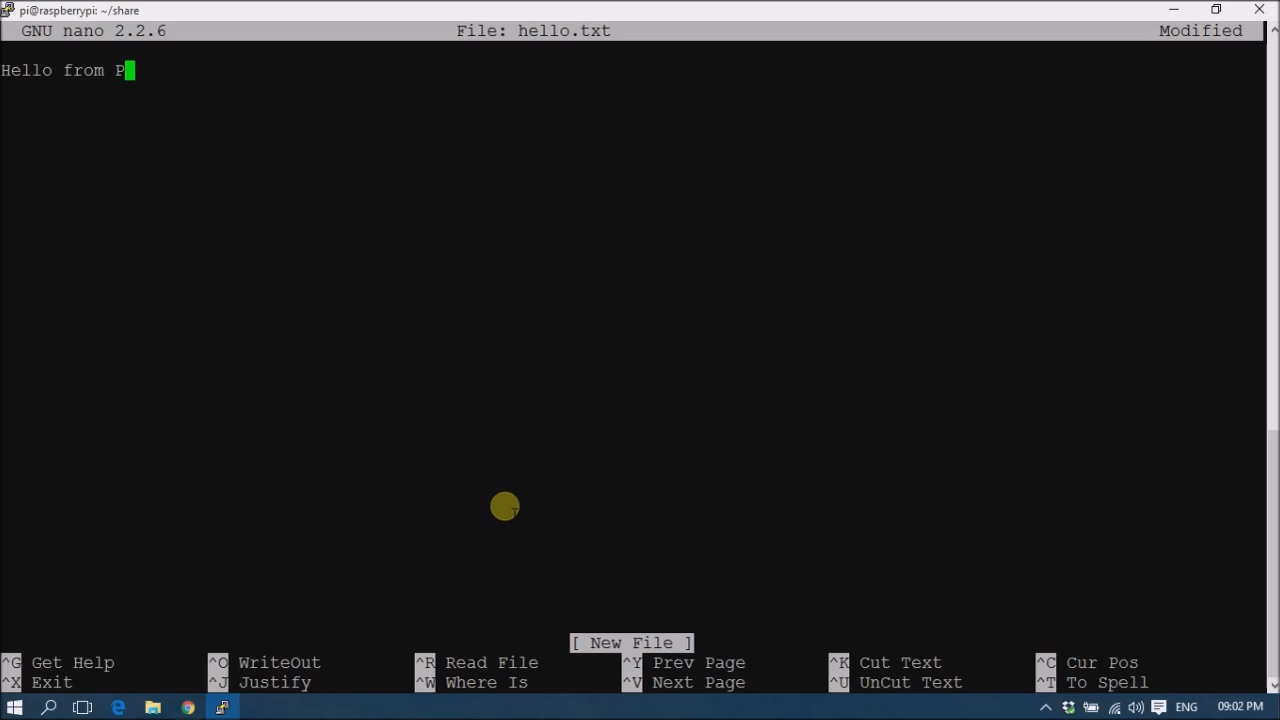 pi@raspberrypi: ~/share
GNU nano 2.2.6 File: hello.txt Modified
Hello from P
[ New File ]
^G Get Help ^O WriteOut ^R Read File ^Y Prev Page ^K Cut Text ^C Cur Pos
^X Exit ^J Justify ^W Where Is ^V Next Page ^U UnCut Text ^T To Spell
ENG 09:02 PM